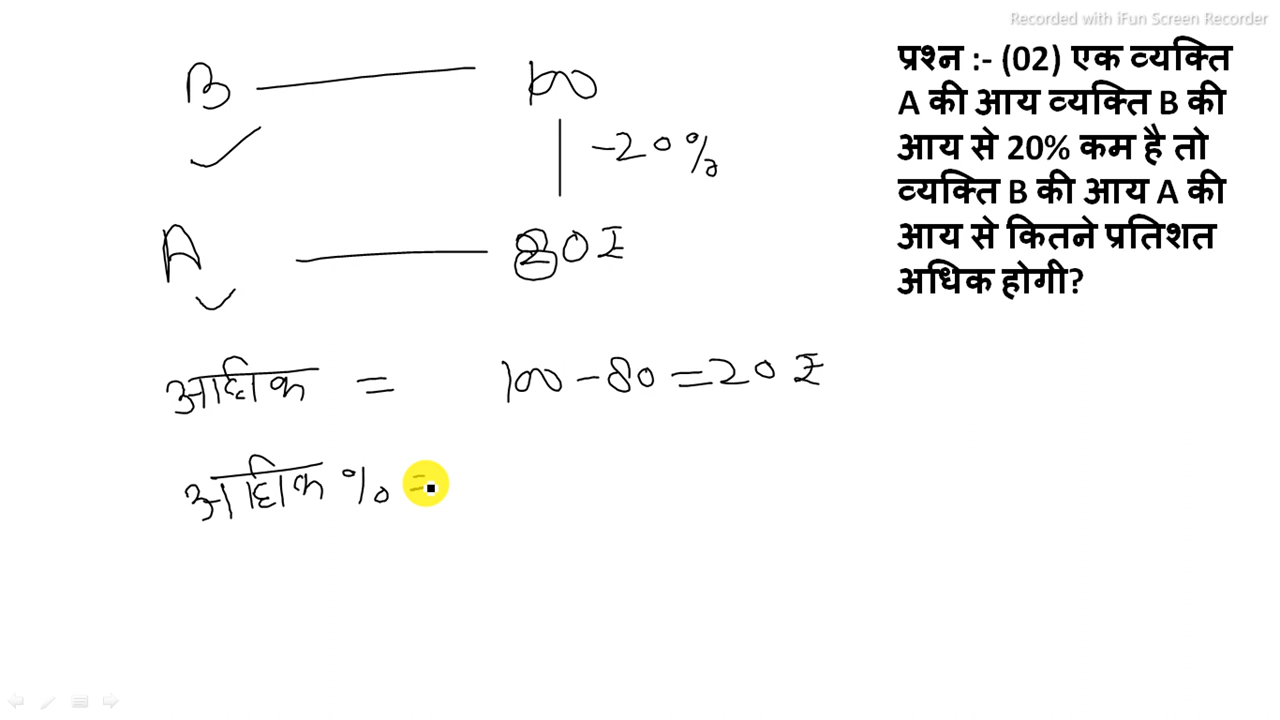 Recorded with iFun Screen Recorder
B 100
-20%
A 80₹
अधिक = 100-80=20₹
अधिक % =
प्रश्न :- (02) एक व्यक्ति
A की आय व्यक्ति B की
आय से 20% कम है तो
व्यक्ति B की आय A की
आय से कितने प्रतिशत
अधिक होगी?